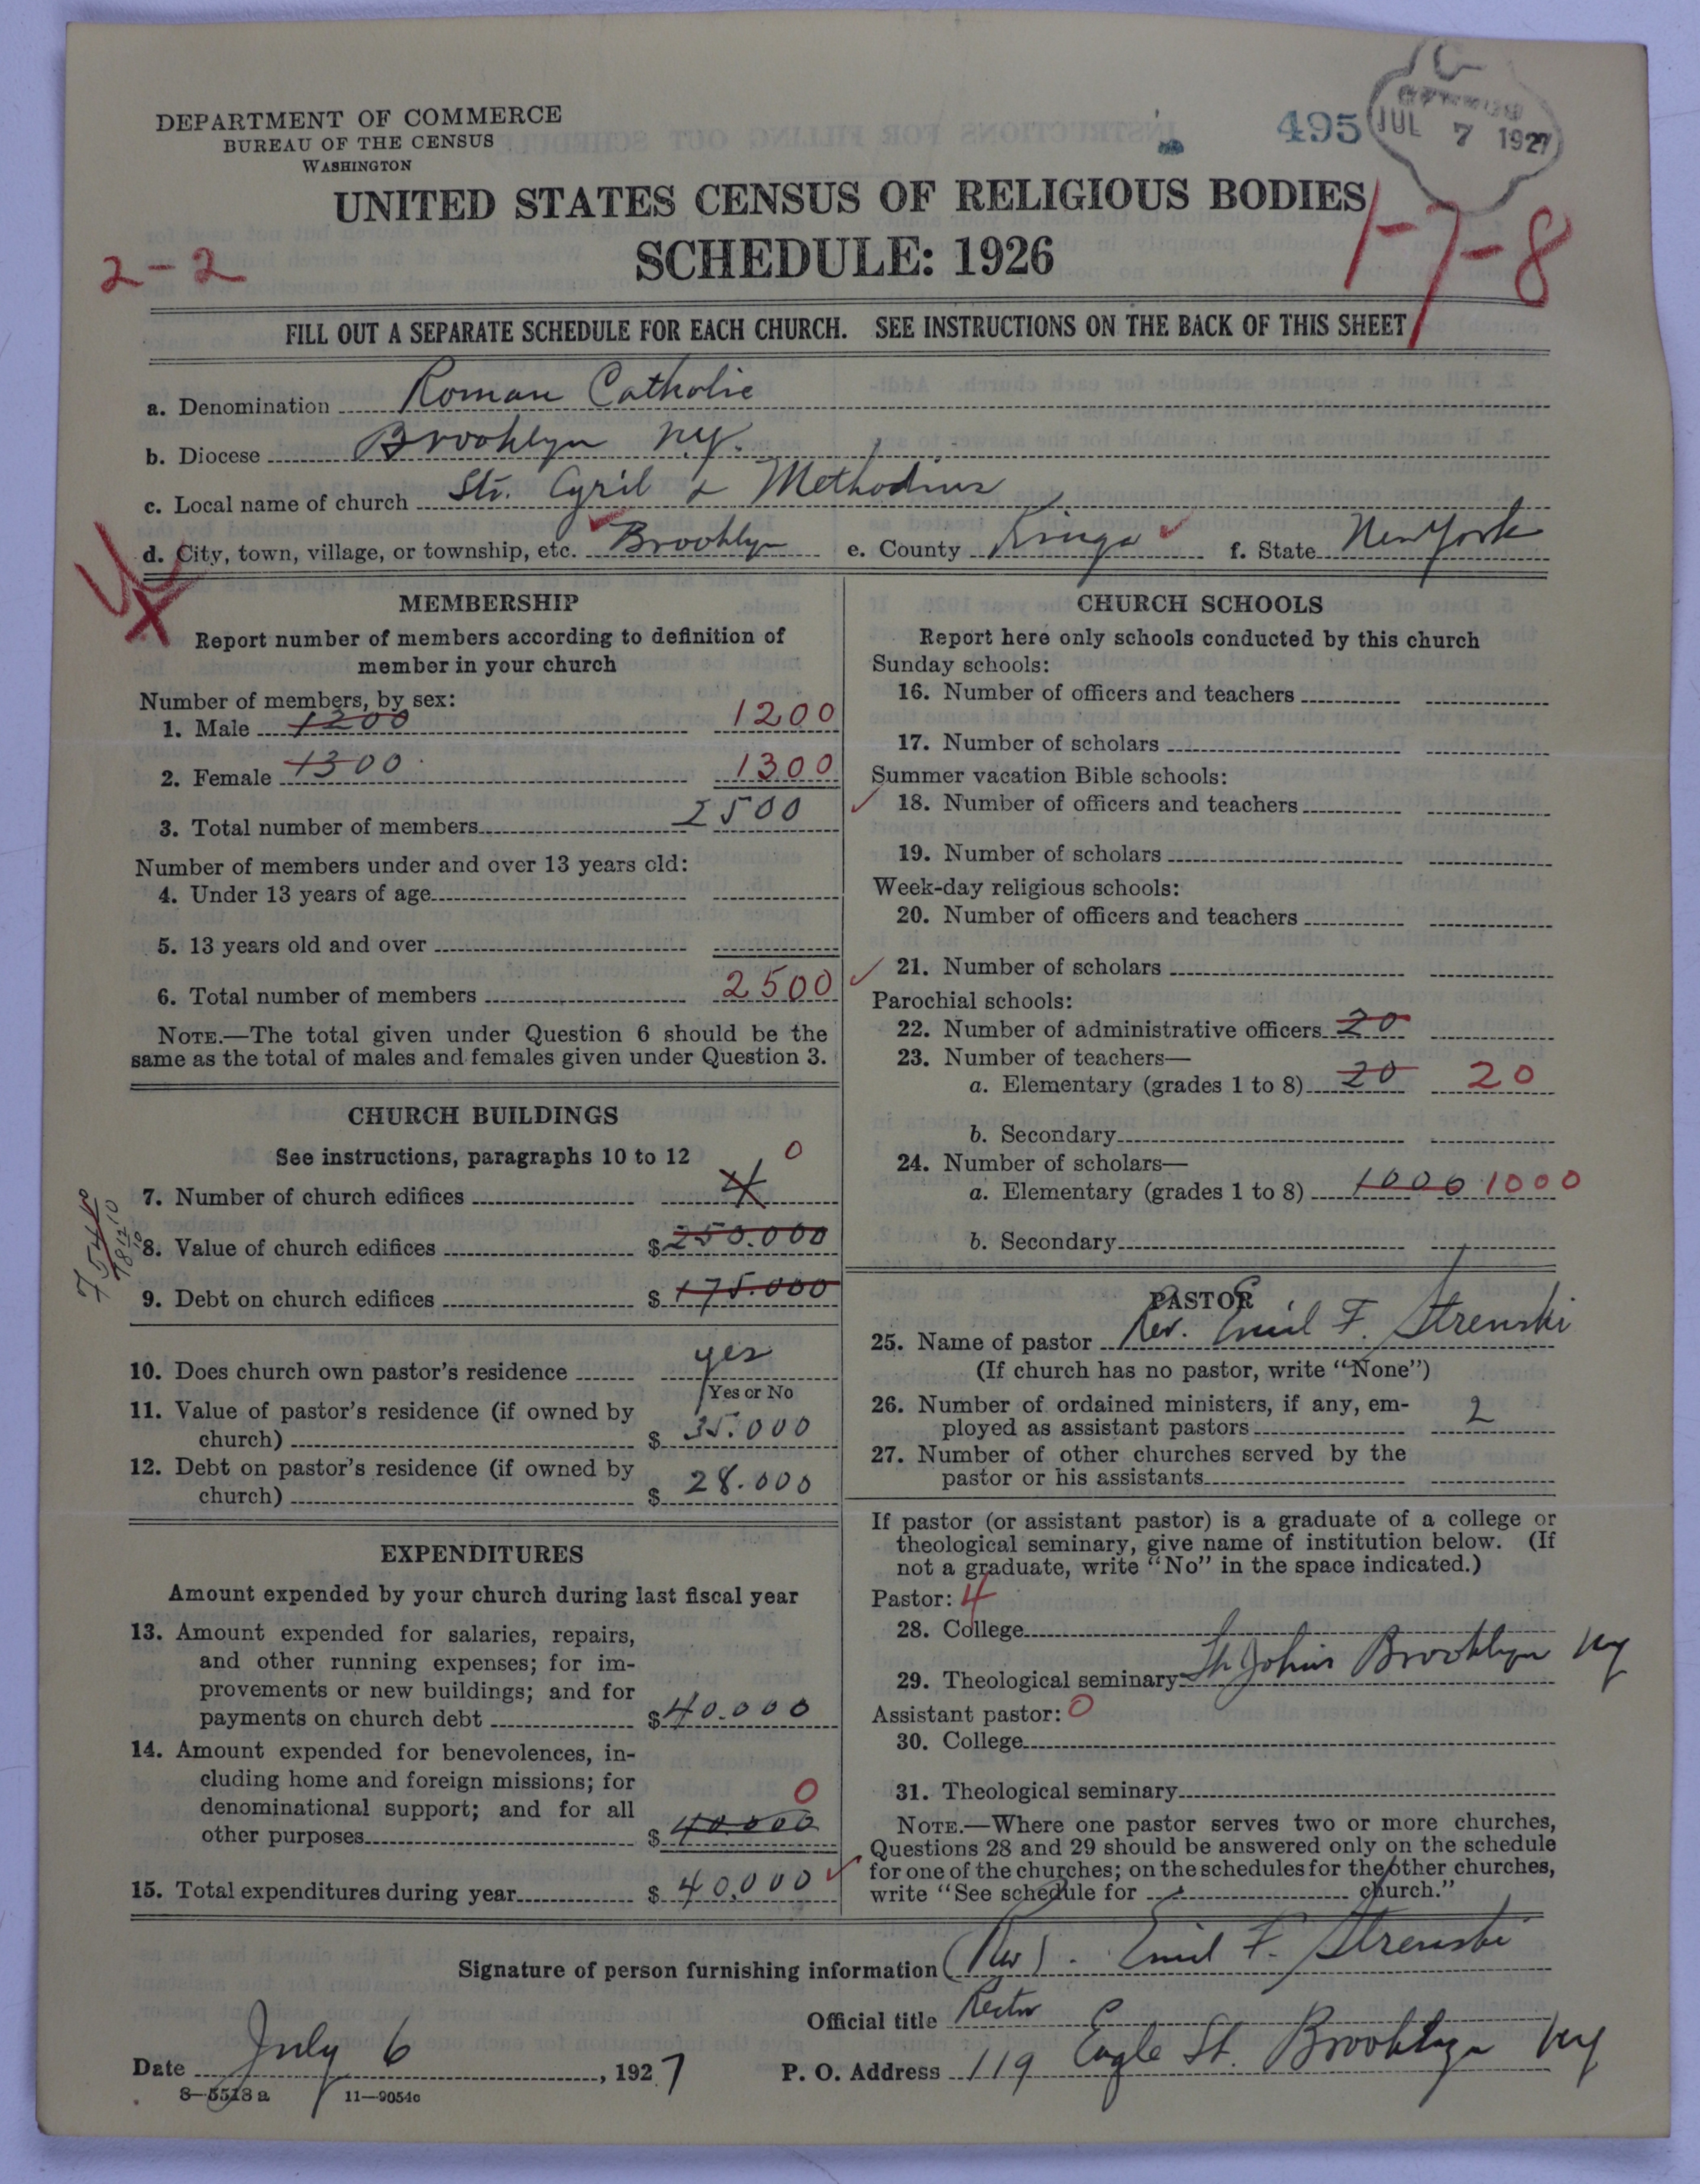 DEPARTMENT OF COMMERCE
BUREAU OF THE CENSUS
WASHINGTON
495
JUL 7 1927
UNITED STATES CENSUS OF RELIGIOUS BODIES
1-7-8
2-2
SCHEDULE: 1926
FILL OUT A SEPARATE SCHEDULE FOR EACH CHURCH. SEE INSTRUCTIONS ON THE BACK OF THIS SHEET
a. Denomination Roman Catholic
b. Diocese Brooklyn N.Y.
c. Local name of church Sts. Cyril & Methodius
d. City, town, village, or township, etc. Brooklyn e. County Kings f. State New York
MEMBERSHIP
Report number of members according to definition of
member in your church
Number of members, by sex:
1. Male 1200 1200
2. Female 1300 1300
3. Total number of members 2500
Number of members under and over 13 years old:
4. Under 13 years of age
5. 13 years old and over
6. Total number of members 2500
NOTE.—The total given under Question 6 should be the
same as the total of males and females given under Question 3.
CHURCH BUILDINGS
See instructions, paragraphs 10 to 12
0
7. Number of church edifices
8. Value of church edifices $ 250.000
9. Debt on church edifices $ 175.000
10. Does church own pastor's residence yes
Yes or No
11. Value of pastor's residence (if owned by
church) $ 35.000
12. Debt on pastor's residence (if owned by
church) $ 28.000
EXPENDITURES
Amount expended by your church during last fiscal year
13. Amount expended for salaries, repairs,
and other running expenses; for im-
provements or new buildings; and for
payments on church debt $ 40.000
14. Amount expended for benevolences, in-
cluding home and foreign missions; for
denominational support; and for all 0
other purposes $ 40.000
15. Total expenditures during year $ 40,000
CHURCH SCHOOLS
Report here only schools conducted by this church
Sunday schools:
16. Number of officers and teachers
17. Number of scholars
Summer vacation Bible schools:
18. Number of officers and teachers
19. Number of scholars
Week-day religious schools:
20. Number of officers and teachers
21. Number of scholars
Parochial schools:
22. Number of administrative officers 20
23. Number of teachers—
a. Elementary (grades 1 to 8) 20 20
b. Secondary
24. Number of scholars—
a. Elementary (grades 1 to 8) 1000 1000
b. Secondary
PASTOR
25. Name of pastor Rev. Emil F. Strenski
(If church has no pastor, write "None")
26. Number of ordained ministers, if any, em-
ployed as assistant pastors 2
27. Number of other churches served by the
pastor or his assistants
If pastor (or assistant pastor) is a graduate of a college or
theological seminary, give name of institution below. (If
not a graduate, write "No" in the space indicated.)
Pastor: 4
28. College
29. Theological seminary St Johns Brooklyn NY
Assistant pastor: 0
30. College
31. Theological seminary
NOTE.—Where one pastor serves two or more churches,
Questions 28 and 29 should be answered only on the schedule
for one of the churches; on the schedules for the other churches,
write "See schedule for church."
Signature of person furnishing information (Rev). Emil F. Strenski
Official title Rector
Date July 6, 1927 P. O. Address 119 Eagle St. Brooklyn NY
8—5518 a 11—9054c